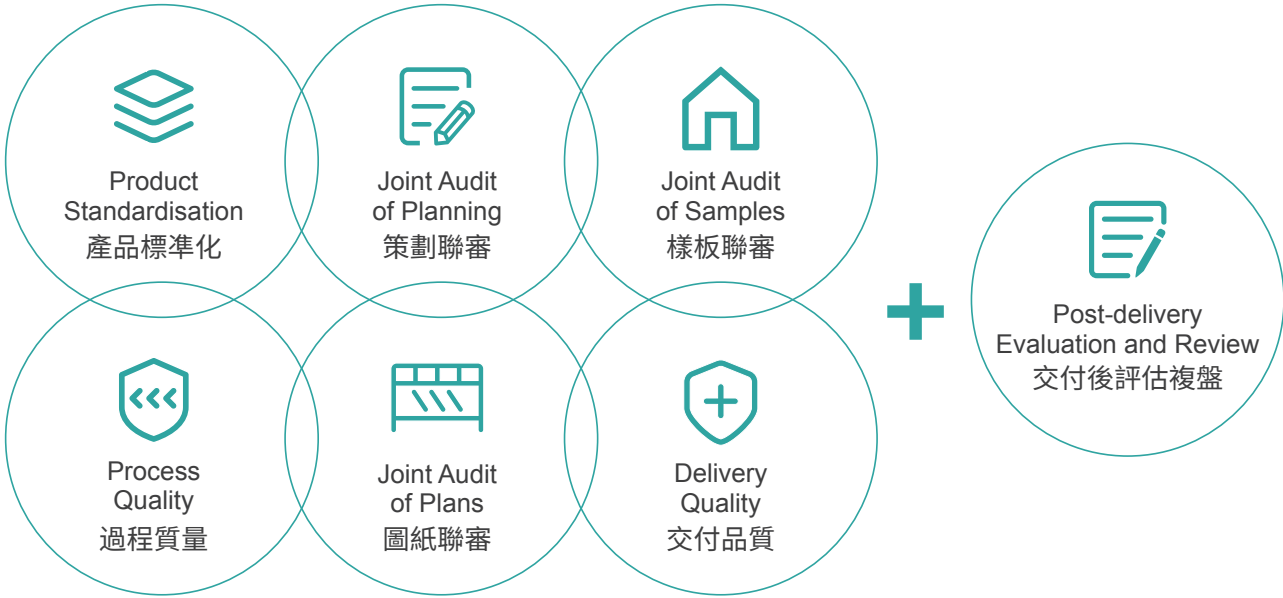 Product
Standardisation
產品標準化
Joint Audit
of Planning
策劃聯審
Joint Audit
of Samples
樣板聯審
Process
Quality
過程質量
Joint Audit
of Plans
圖紙聯審
Delivery
Quality
交付品質
+
Post-delivery
Evaluation and Review
交付後評估複盤